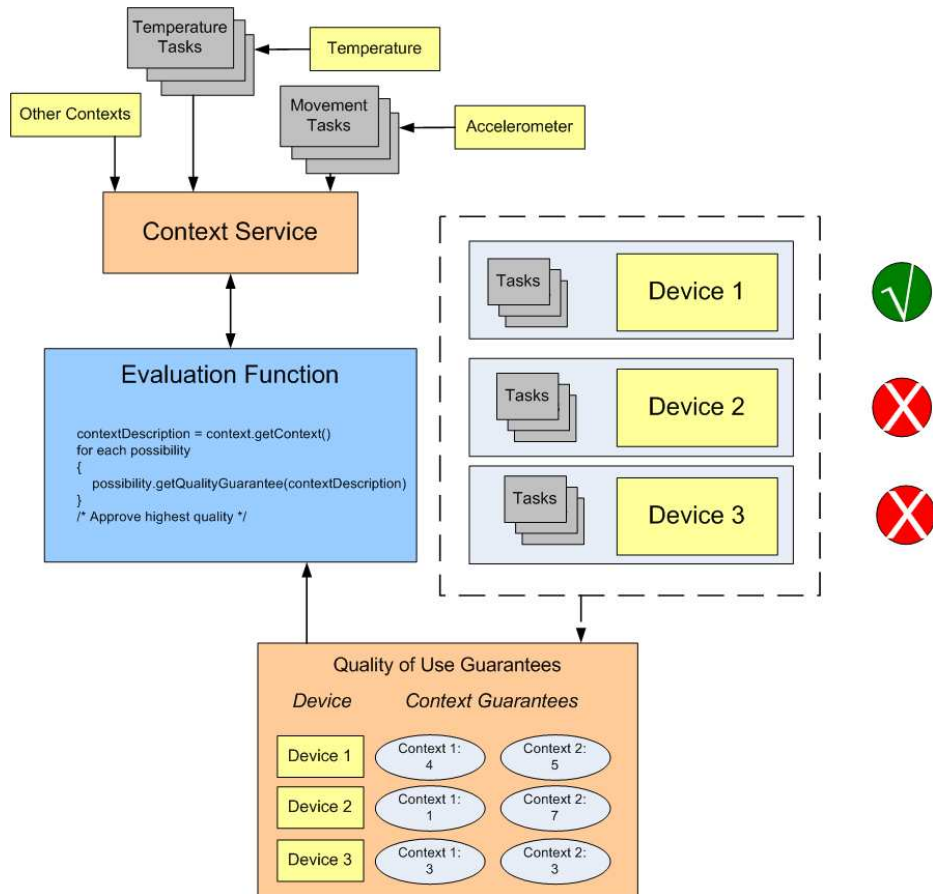 Temperature
Tasks
Temperature
Other Contexts
Movement
Tasks
Accelerometer
Context Service
Tasks
Device 1
√
Evaluation Function
Tasks
Device 2
X
contextDescription = context.getContext()
for each possibility
{
possibility.getQualityGuarantee(contextDescription)
}
/* Approve highest quality */
Tasks
Device 3
X
Quality of Use Guarantees
Device Context Guarantees
Device 1
Context 1:
4
Context 2:
5
Device 2
Context 1:
1
Context 2:
7
Device 3
Context 1:
3
Context 2:
3